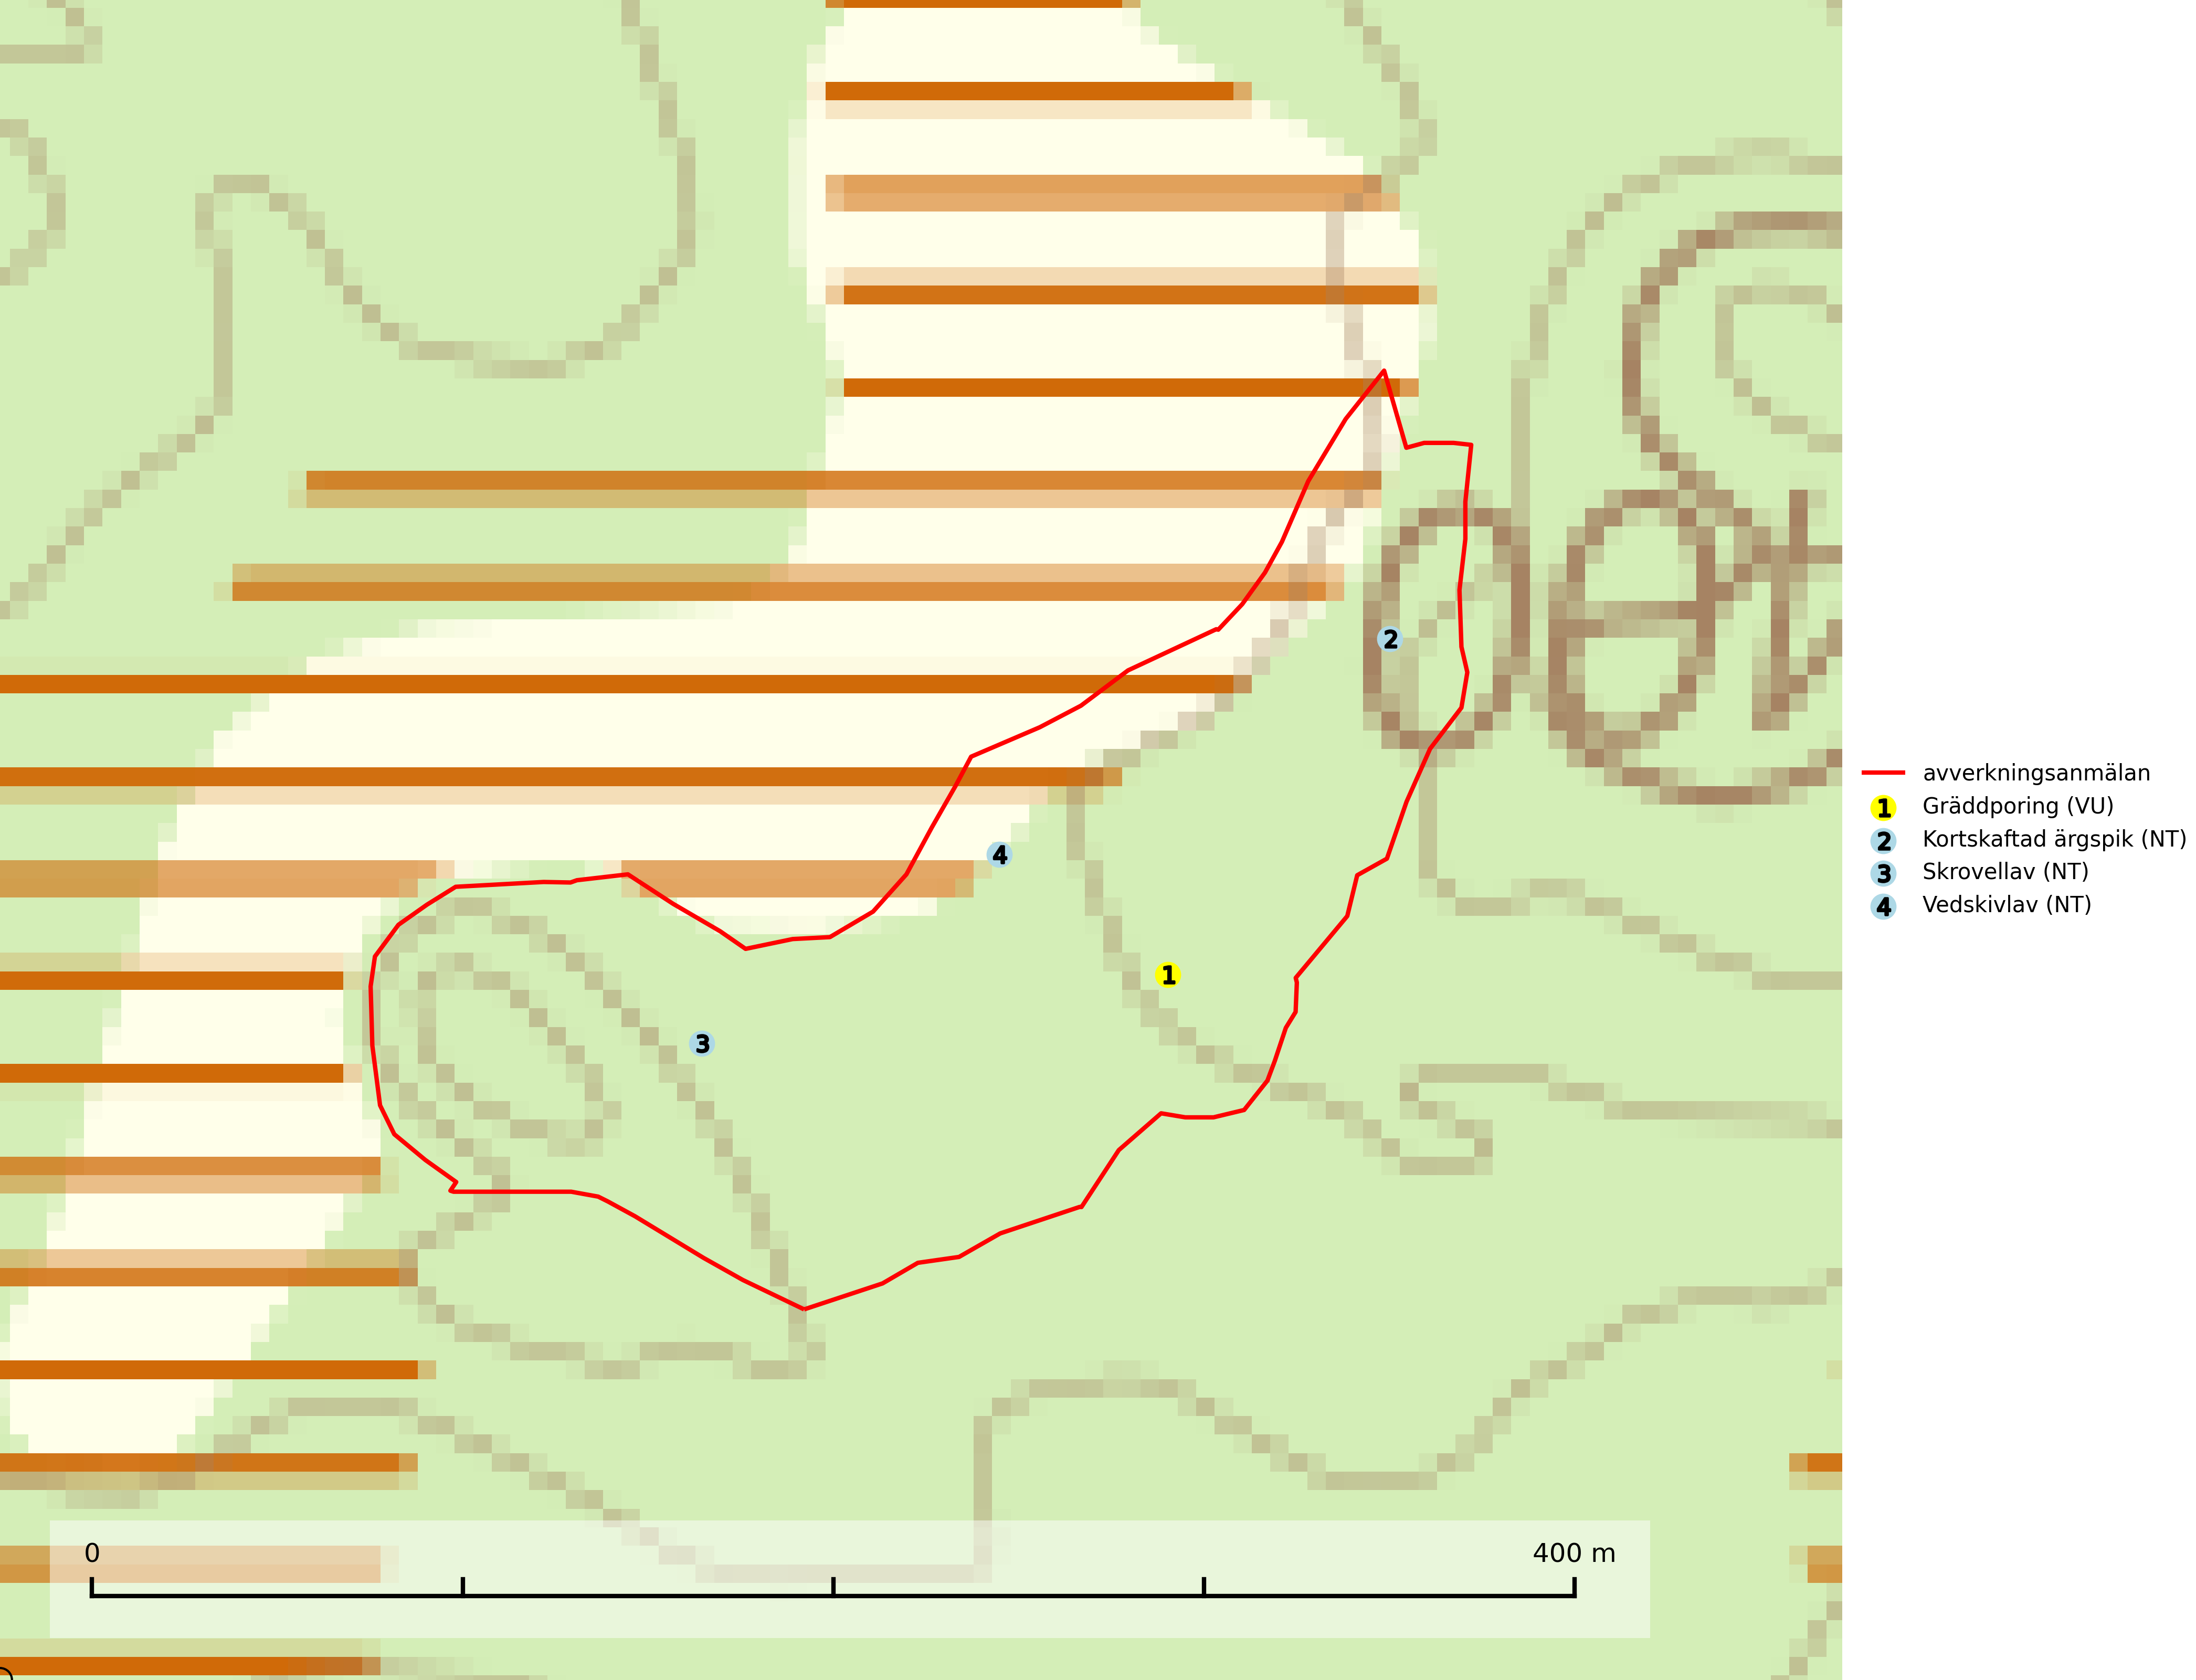 2
4
1
3
avverkningsanmälan
1 Gräddporing (VU)
2 Kortskaftad ärgspik (NT)
3 Skrovellav (NT)
4 Vedskivlav (NT)
0 400 m